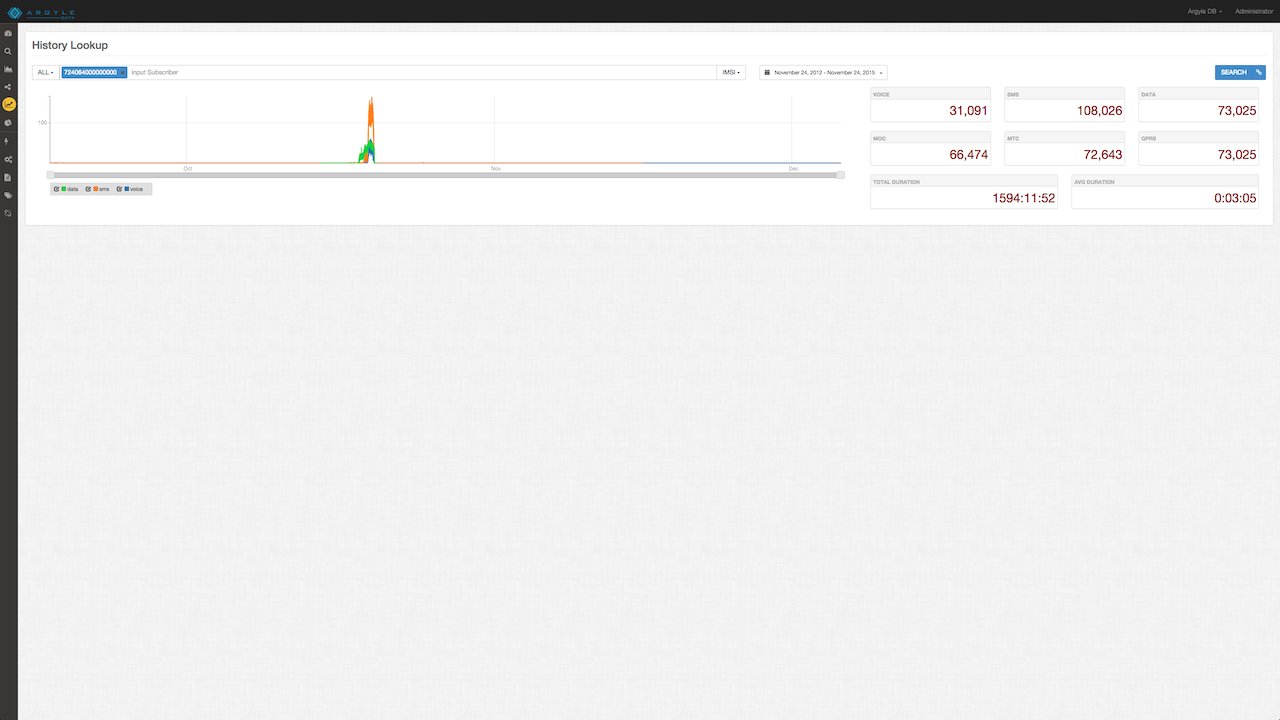 ARGYLE
DATA
Argyle DB
Administrator
History Lookup
ALL
724064000000000 ×
Input Subscriber
IMSI
November 24, 2012 - November 24, 2015
SEARCH
100
Oct
Nov
Dec
data
sms
voice
VOICE
31,091
SMS
108,026
DATA
73,025
MOC
66,474
MTC
72,643
GPRS
73,025
TOTAL DURATION
1594:11:52
AVG DURATION
0:03:05